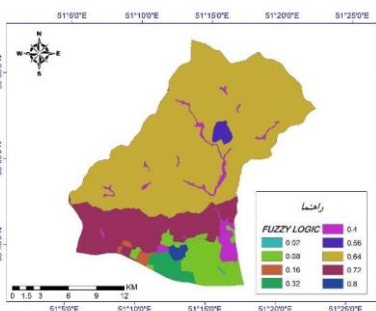 51°5'0"E 51°10'0"E 51°15'0"E 51°20'0"E 51°25'0"E
N
W E
S
راهنما
FUZZY LOGIC
0.02 0.4
0.08 0.56
0.16 0.64
0.32 0.72
0.8
KM
0 1.5 3 6 9 12
51°5'0"E 51°10'0"E 51°15'0"E 51°20'0"E 51°25'0"E